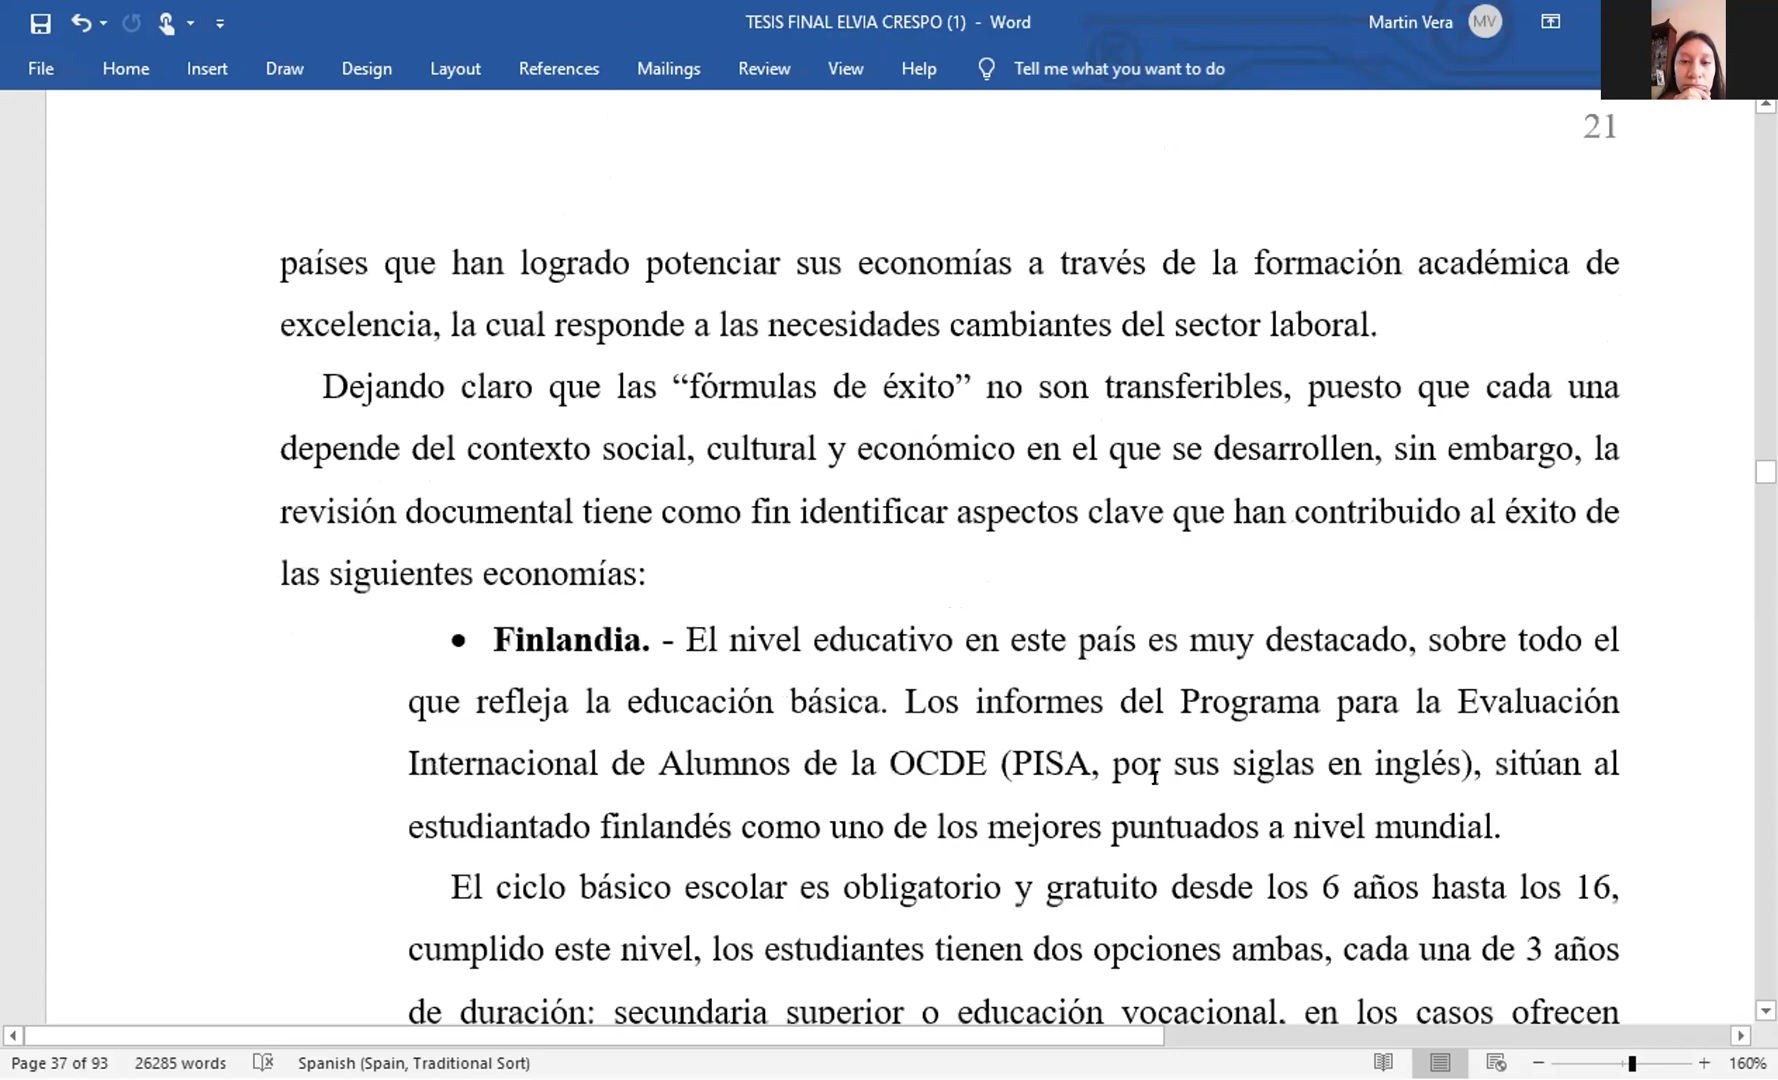 TESIS FINAL ELVIA CRESPO (1) - Word
Martin Vera MV
File Home Insert Draw Design Layout References Mailings Review View Help Tell me what you want to do
21
países que han logrado potenciar sus economías a través de la formación académica de
excelencia, la cual responde a las necesidades cambiantes del sector laboral.
Dejando claro que las “fórmulas de éxito” no son transferibles, puesto que cada una
depende del contexto social, cultural y económico en el que se desarrollen, sin embargo, la
revisión documental tiene como fin identificar aspectos clave que han contribuido al éxito de
las siguientes economías:
• Finlandia. - El nivel educativo en este país es muy destacado, sobre todo el
que refleja la educación básica. Los informes del Programa para la Evaluación
Internacional de Alumnos de la OCDE (PISA, por sus siglas en inglés), sitúan al
estudiantado finlandés como uno de los mejores puntuados a nivel mundial.
El ciclo básico escolar es obligatorio y gratuito desde los 6 años hasta los 16,
cumplido este nivel, los estudiantes tienen dos opciones ambas, cada una de 3 años
de duración: secundaria superior o educación vocacional, en los casos ofrecen
Page 37 of 93 26285 words Spanish (Spain, Traditional Sort) 160%